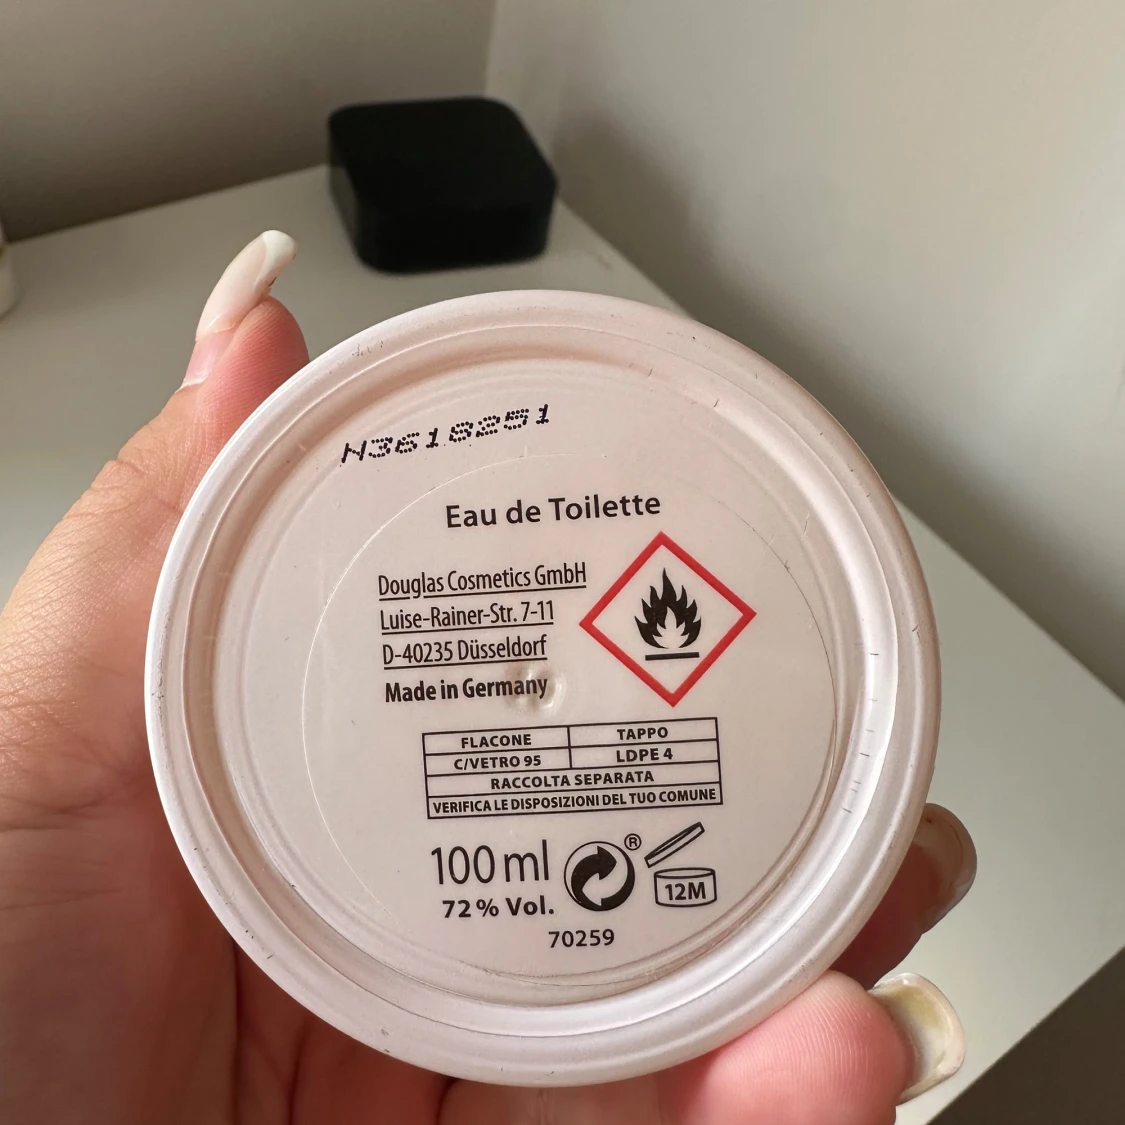 N3618251
Eau de Toilette
Douglas Cosmetics GmbH
Luise-Rainer-Str. 7-11
D-40235 Düsseldorf
Made in Germany
FLACONE TAPPO
C/VETRO 95 LDPE 4
RACCOLTA SEPARATA
VERIFICA LE DISPOSIZIONI DEL TUO COMUNE
100 ml ® 12M
72 % Vol.
70259